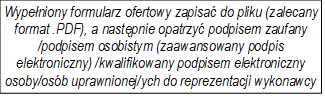 Wypełniony formularz ofertowy zapisać do pliku (zalecany
format .PDF), a następnie opatrzyć podpisem zaufany
/podpisem osobistym (zaawansowany podpis
elektroniczny) /kwalifikowany podpisem elektroniczny
osoby/osób uprawnionej/ych do reprezentacji wykonawcy